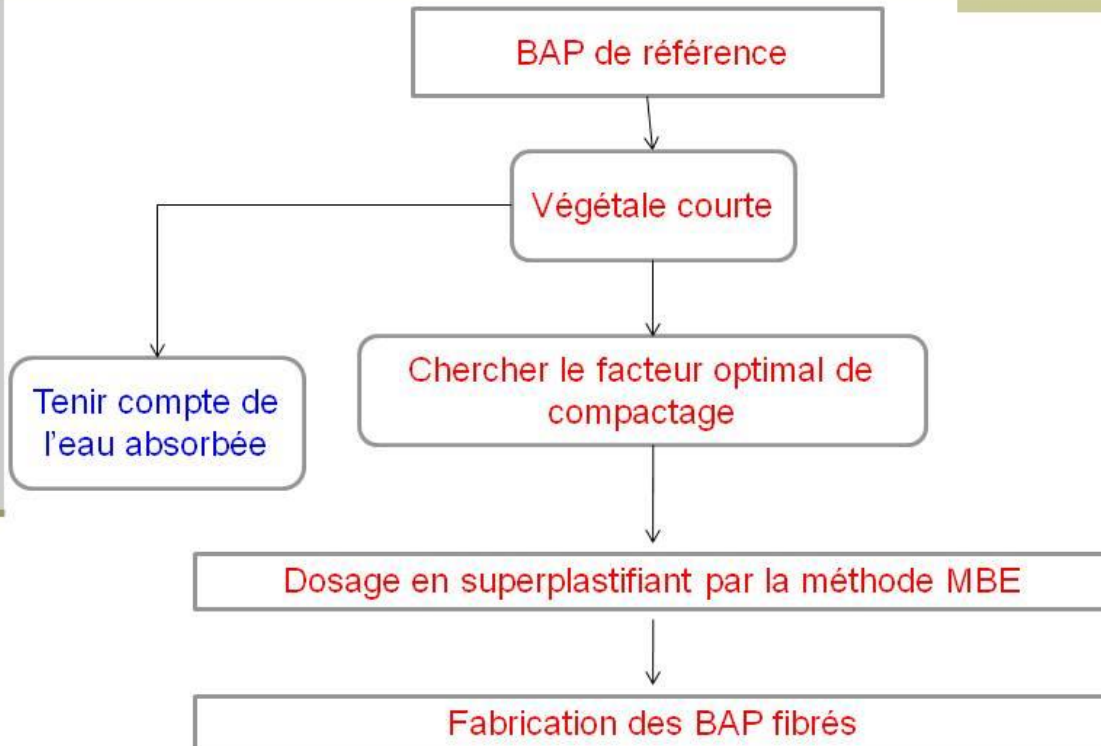 BAP de référence
Végétale courte
Tenir compte de
l'eau absorbée
Chercher le facteur optimal de
compactage
Dosage en superplastifiant par la méthode MBE
Fabrication des BAP fibrés